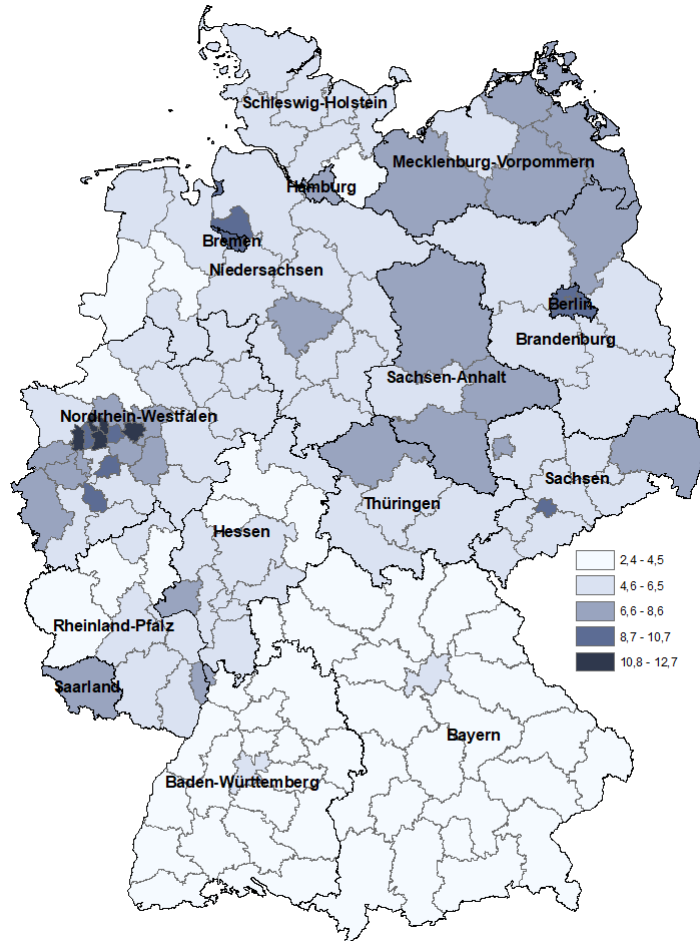 Schleswig-Holstein
Mecklenburg-Vorpommern
Hamburg
Bremen
Niedersachsen
Berlin
Brandenburg
Sachsen-Anhalt
Nordrhein-Westfalen
Sachsen
Thüringen
Hessen
2,4 - 4,5
4,6 - 6,5
6,6 - 8,6
8,7 - 10,7
10,8 - 12,7
Rheinland-Pfalz
Saarland
Bayern
Baden-Württemberg